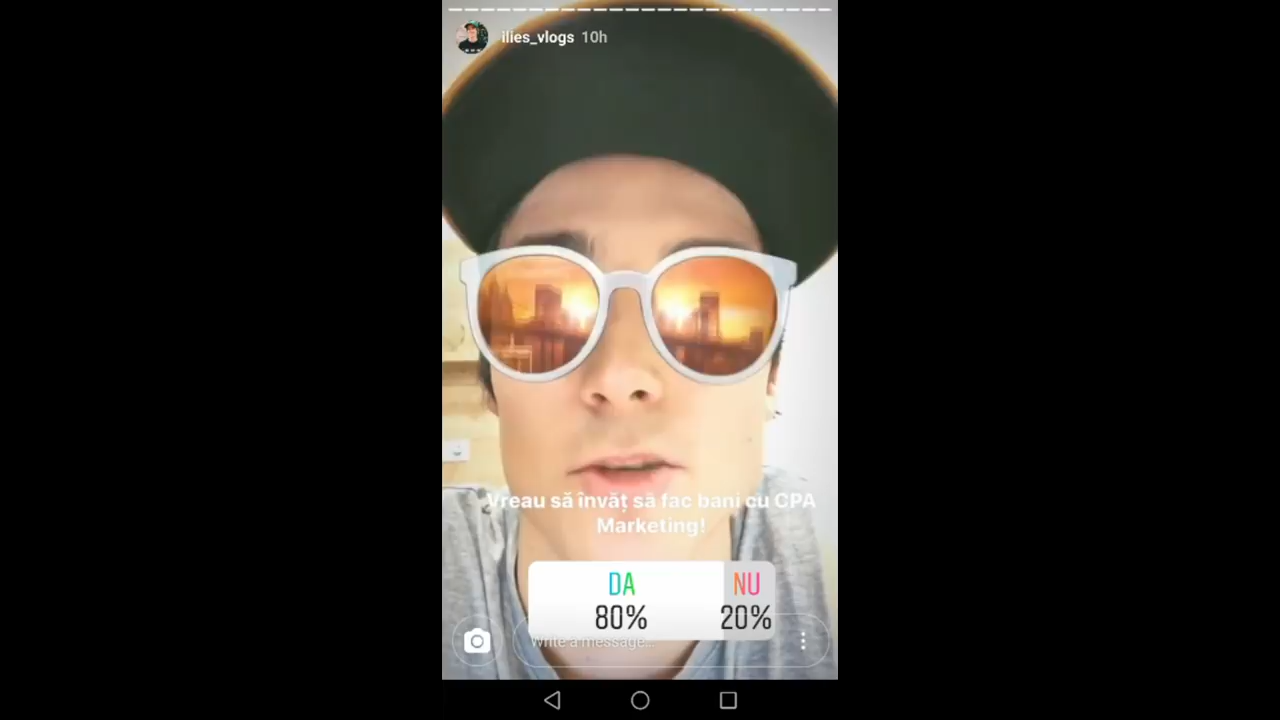 ilies_vlogs 10h
Vreau să învăț să fac bani cu CPA
Marketing!
DA NU
80% 20%
Write a message...